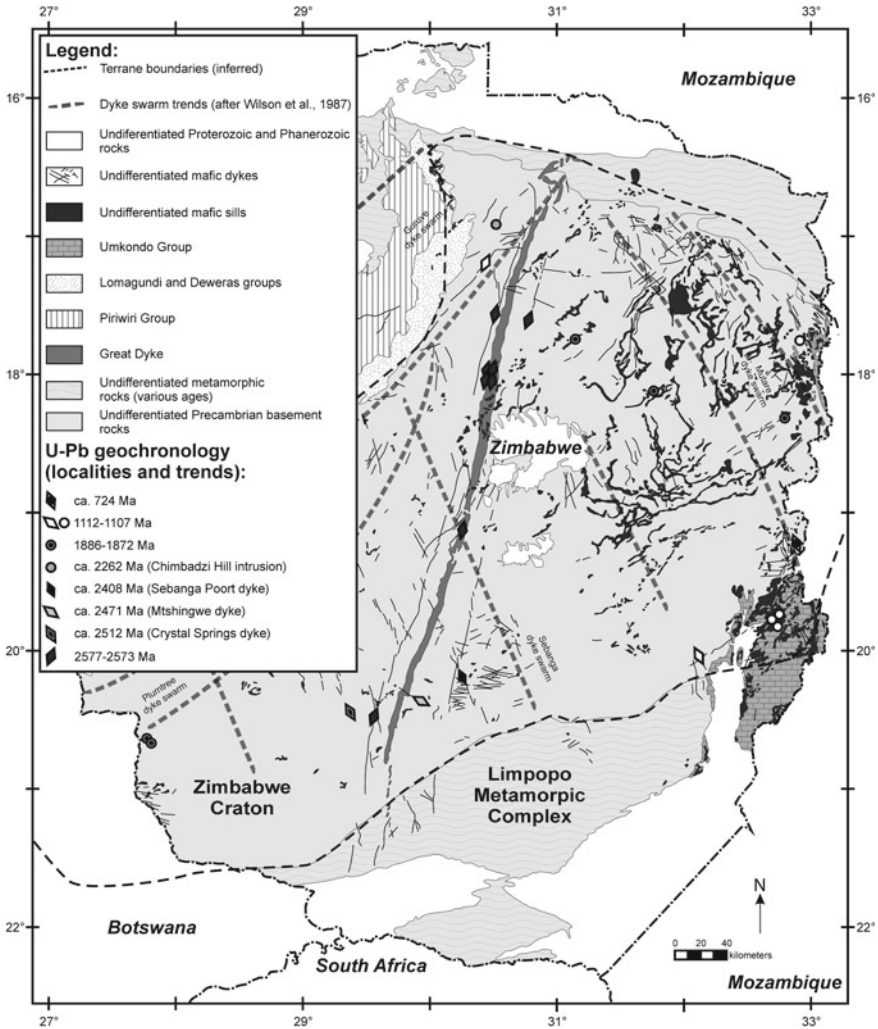 27° 29° 31° 33°
Legend:
Terrane boundaries (inferred)
Dyke swarm trends (after Wilson et al., 1987)
Undifferentiated Proterozoic and Phanerozoic
rocks
Undifferentiated mafic dykes
Undifferentiated mafic sills
Umkondo Group
Lomagundi and Deweras groups
Piriwiri Group
Great Dyke
Undifferentiated metamorphic
rocks (various ages)
Undifferentiated Precambrian basement
rocks
U-Pb geochronology
(localities and trends):
ca. 724 Ma
1112-1107 Ma
1886-1872 Ma
ca. 2262 Ma (Chimbadzi Hill intrusion)
ca. 2408 Ma (Sebanga Poort dyke)
ca. 2471 Ma (Mtshingwe dyke)
ca. 2512 Ma (Crystal Springs dyke)
2577-2573 Ma
Mozambique
16° 16°
Guruve
dyke swarm
18° 18°
Mutare
dyke swarm
Zimbabwe
20° 20°
Sebanga
dyke swarm
Plumtree
dyke swarm
Zimbabwe
Craton
Limpopo
Metamorpic
Complex
22° 22°
Botswana
South Africa
N
0 20 40
kilometers
Mozambique
27° 29° 31° 33°